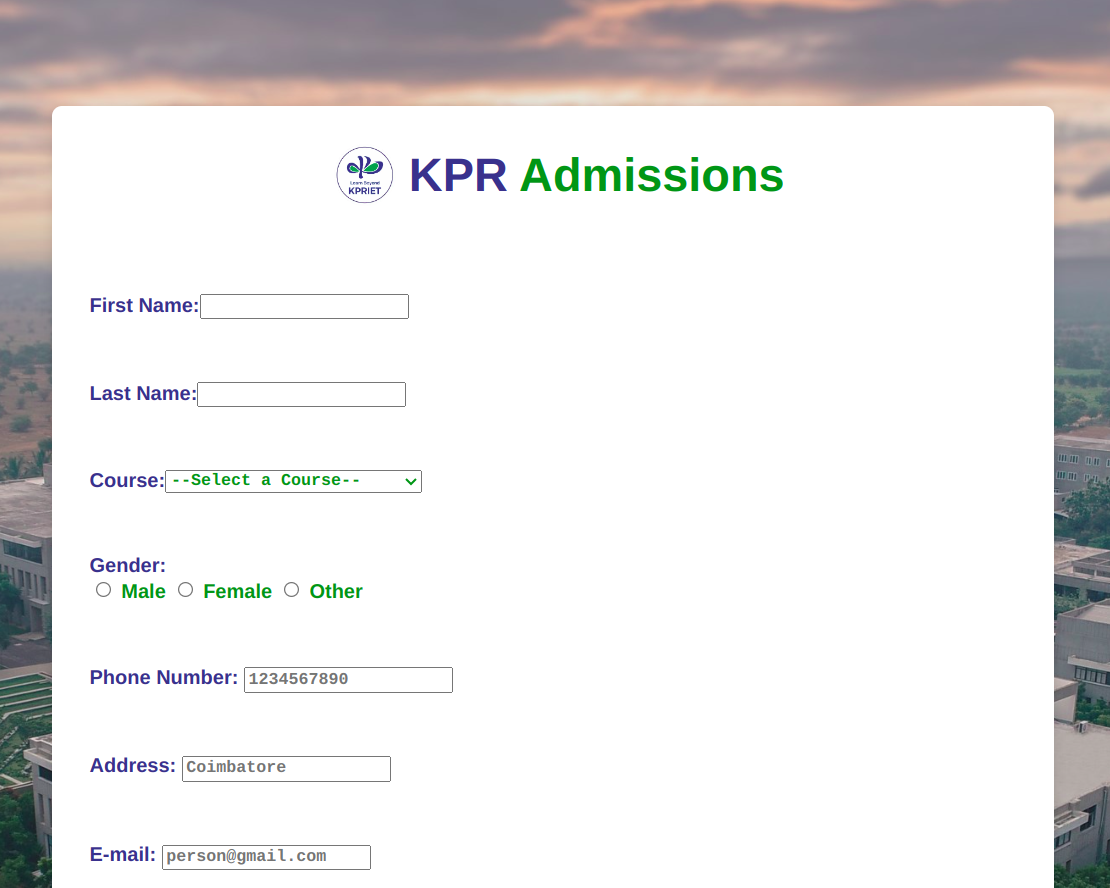 Learn Beyond
KPRIET
KPR Admissions
First Name:
Last Name:
Course: --Select a Course--
Gender:
Male Female Other
Phone Number: 1234567890
Address: Coimbatore
E-mail: person@gmail.com